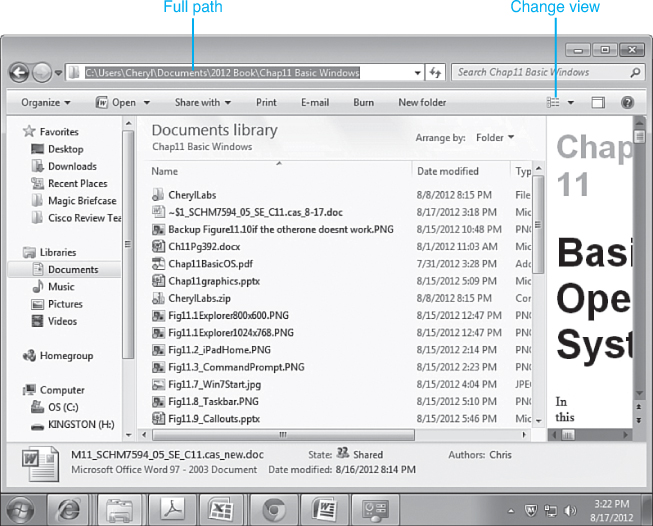 Full path
Change view
C:\Users\Cheryl\Documents\2012 Book\Chap11 Basic Windows
Search Chap11 Basic Windows
Organize
Open
Share with
Print
E-mail
Burn
New folder
Favorites
Desktop
Downloads
Recent Places
Magic Briefcase
Cisco Review Tea
Libraries
Documents
Music
Pictures
Videos
Homegroup
Computer
OS (C:)
KINGSTON (H:)
Documents library
Chap11 Basic Windows
Arrange by: Folder
Name Date modified Typ
CherylLabs 8/8/2012 8:15 PM File
~$1_SCHM7594_05_SE_C11.cas_8-17.doc 8/17/2012 3:18 PM Mic
Backup Figure11.10if the otherone doesnt work.PNG 8/15/2012 10:48 PM PNG
Ch11Pg392.docx 8/1/2012 11:03 AM Mic
Chap11BasicOS.pdf 7/31/2012 3:28 PM Ado
Chap11graphics.pptx 8/15/2012 5:09 PM Mic
CherylLabs.zip 8/8/2012 8:15 PM Cor
Fig11.1Explorer800x600.PNG 8/15/2012 12:47 PM PNG
Fig11.1Explorer1024x768.PNG 8/15/2012 12:47 PM PNG
Fig11.2_iPadHome.PNG 8/15/2012 2:14 PM PNG
Fig11.3_CommandPrompt.PNG 8/15/2012 2:23 PM PNG
Fig11.7_Win7Start.jpg 8/15/2012 4:04 PM JPE
Fig11.8_Taskbar.PNG 8/15/2012 5:10 PM PNG
Fig11.9_Callouts.pptx 8/15/2012 5:46 PM Mic
Chap
11
Basi
Ope
Syst
In
this
M11_SCHM7594_05_SE_C11.cas_new.doc State: Shared Authors: Chris
Microsoft Office Word 97 - 2003 Document Date modified: 8/16/2012 8:14 PM
3:22 PM
8/17/2012